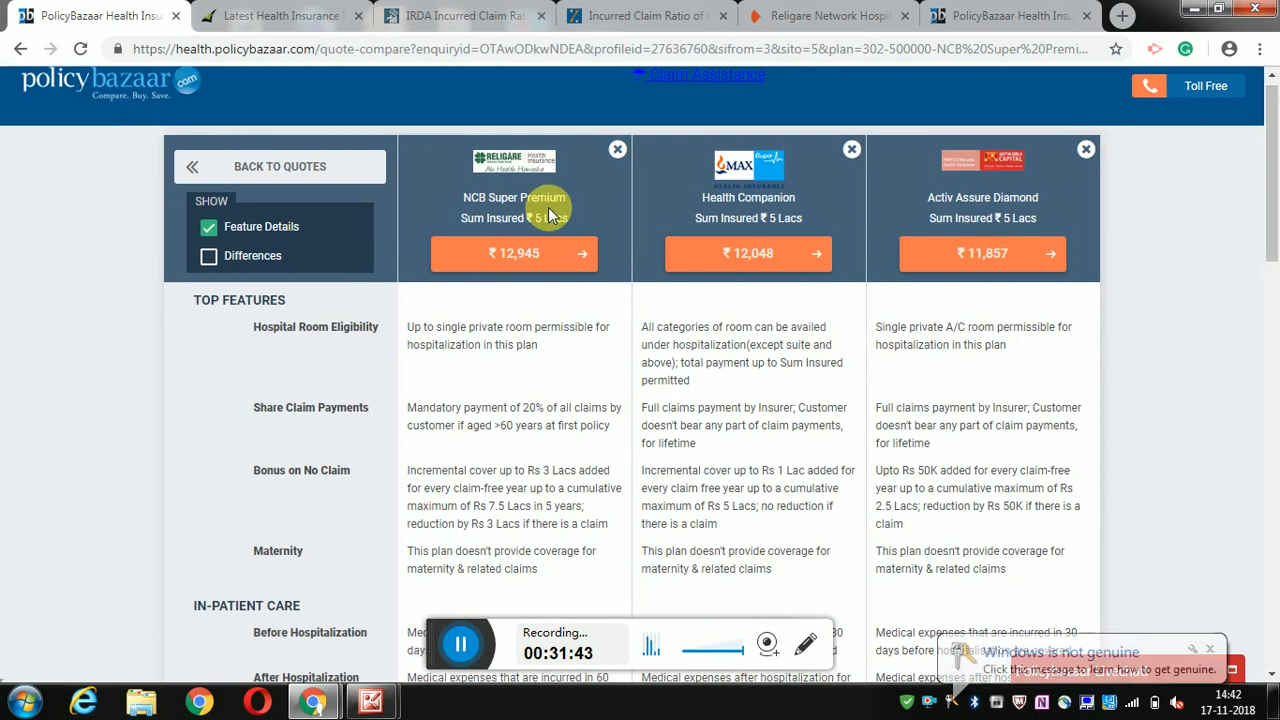 PolicyBazaar Health Insu
Latest Health Insurance I
IRDA Incurred Claim Rat
Incurred Claim Ratio of I
Religare Network Hospit
PolicyBazaar Health Insu
https://health.policybazaar.com/quote-compare?enquiryid=OTAwODkwNDEA&profileid=27636760&sifrom=3&sito=5&plan=302-500000-NCB%20Super%20Premi...
policybazaar.com
Compare. Buy. Save.
Claim Assistance
Toll Free
BACK TO QUOTES
SHOW
Feature Details
Differences
RELIGARE Health Insurance
NCB Super Premium
Sum Insured ₹ 5 Lacs
₹ 12,945
MAX Bupa
HEALTH INSURANCE
Health Companion
Sum Insured ₹ 5 Lacs
₹ 12,048
CAPITAL
Activ Assure Diamond
Sum Insured ₹ 5 Lacs
₹ 11,857
TOP FEATURES
Hospital Room Eligibility
Up to single private room permissible for
hospitalization in this plan
All categories of room can be availed
under hospitalization(except suite and
above); total payment up to Sum Insured
permitted
Single private A/C room permissible for
hospitalization in this plan
Share Claim Payments
Mandatory payment of 20% of all claims by
customer if aged >60 years at first policy
Full claims payment by Insurer; Customer
doesn't bear any part of claim payments,
for lifetime
Full claims payment by Insurer; Customer
doesn't bear any part of claim payments,
for lifetime
Bonus on No Claim
Incremental cover up to Rs 3 Lacs added
for every claim-free year up to a cumulative
maximum of Rs 7.5 Lacs in 5 years;
reduction by Rs 3 Lacs if there is a claim
Incremental cover up to Rs 1 Lac added for
every claim free year up to a cumulative
maximum of Rs 5 Lacs; no reduction if
there is a claim
Upto Rs 50K added for every claim-free
year up to a cumulative maximum of Rs
2.5 Lacs; reduction by Rs 50K if there is a
claim
Maternity
This plan doesn't provide coverage for
maternity & related claims
This plan doesn't provide coverage for
maternity & related claims
This plan doesn't provide coverage for
maternity & related claims
IN-PATIENT CARE
Before Hospitalization
Medical expenses that are incurred in 30
days before
After Hospitalization
Medical expenses that are incurred in 60
Medical expenses after hospitalization for
Medical expenses
Recording...
00:31:43
Windows is not genuine
Click this message to learn how to get genuine.
PolicyBazaar Livechat!
14:42
17-11-2018